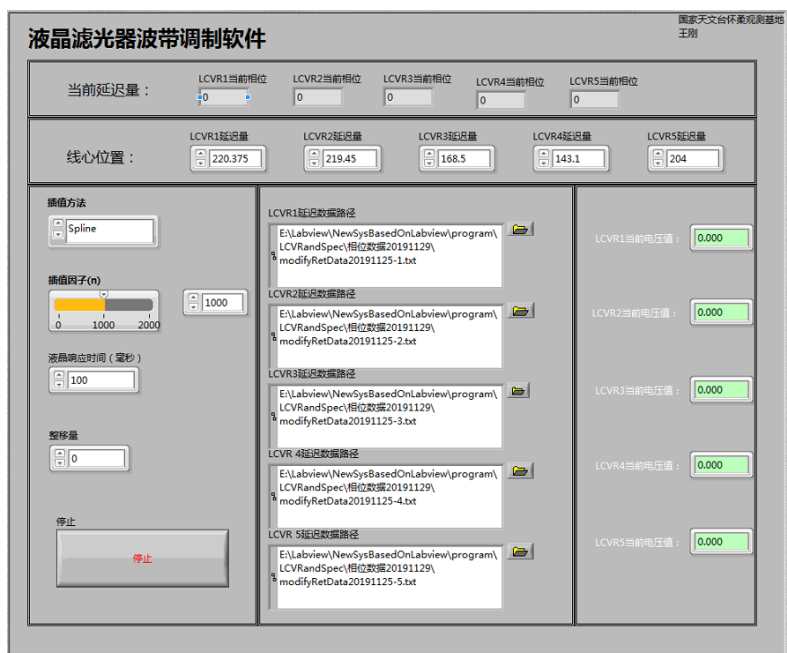 国家天文台怀柔观测基地
王刚
液晶滤光器波带调制软件
当前延迟量：
LCVR1当前相位
0
LCVR2当前相位
0
LCVR3当前相位
0
LCVR4当前相位
0
LCVR5当前相位
0
线心位置：
LCVR1延迟量
220.375
LCVR2延迟量
219.45
LCVR3延迟量
168.5
LCVR4延迟量
143.1
LCVR5延迟量
204
插值方法
Spline
插值因子(n)
0 1000 2000
1000
液晶响应时间（毫秒）
100
整移量
0
停止
停止
LCVR1延迟数据路径
E:\Labview\NewSysBasedOnLabview\program\
LCVRandSpec\相位数据20191129\
modifyRetData20191125-1.txt
LCVR2延迟数据路径
E:\Labview\NewSysBasedOnLabview\program\
LCVRandSpec\相位数据20191129\
modifyRetData20191125-2.txt
LCVR3延迟数据路径
E:\Labview\NewSysBasedOnLabview\program\
LCVRandSpec\相位数据20191129\
modifyRetData20191125-3.txt
LCVR 4延迟数据路径
E:\Labview\NewSysBasedOnLabview\program\
LCVRandSpec\相位数据20191129\
modifyRetData20191125-4.txt
LCVR 5延迟数据路径
E:\Labview\NewSysBasedOnLabview\program\
LCVRandSpec\相位数据20191129\
modifyRetData20191125-5.txt
LCVR1当前电压值： 0.000
LCVR2当前电压值： 0.000
LCVR3当前电压值： 0.000
LCVR4当前电压值： 0.000
LCVR5当前电压值： 0.000